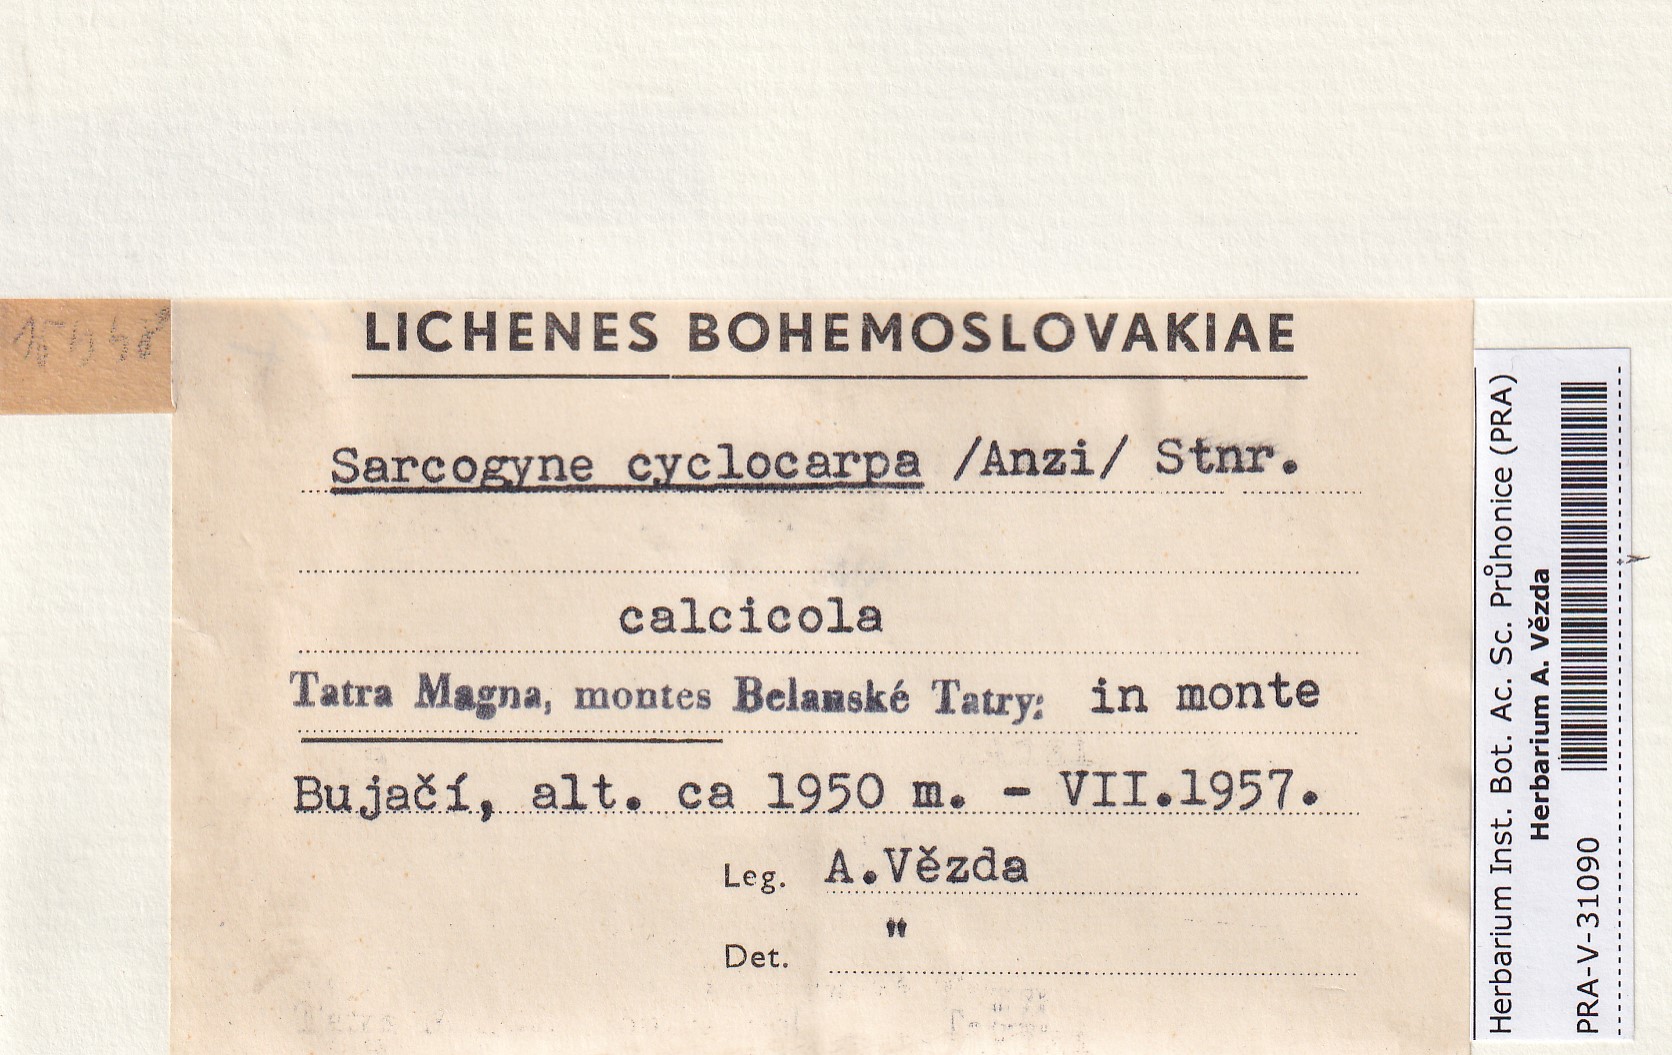 LICHENES BOHEMOSLOVAKIAE
Sarcogyne cyclocarpa /Anzi/ Stnr.
calcicola
Tatra Magna, montes Belanské Tatry: in monte
Bujačí, alt. ca 1950 m. - VII.1957.
Leg. A.Vězda
Det. "
Herbarium Inst. Bot. Ac. Sc. Průhonice (PRA)
Herbarium A. Vězda
PRA-V-31090